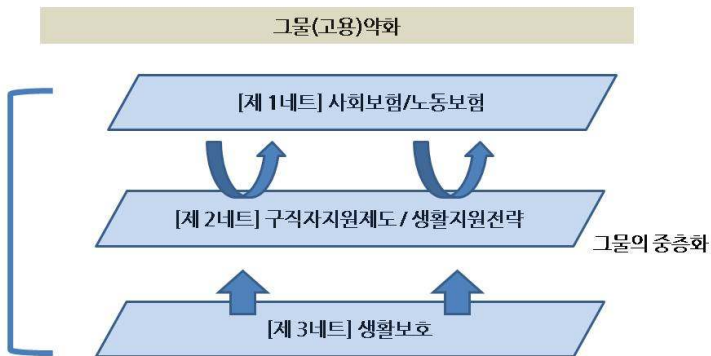 그물(고용)약화
[제 1네트] 사회보험/노동보험
[제 2네트] 구직자지원제도 / 생활지원전략
그물의 중층화
[제 3네트] 생활보호